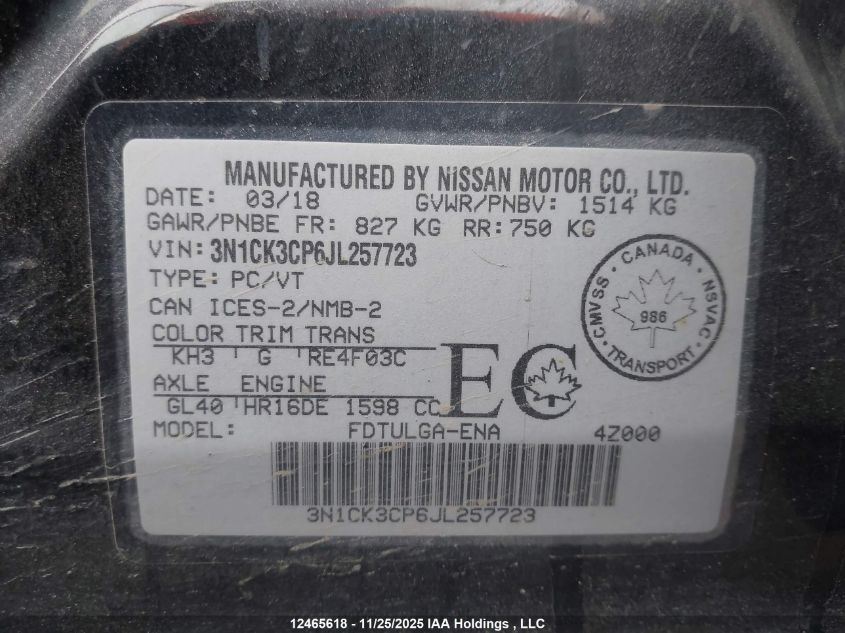 MANUFACTURED BY NISSAN MOTOR CO., LTD.
DATE: 03/18 GVWR/PNBV: 1514 KG
GAWR/PNBE FR: 827 KG RR: 750 KG
VIN: 3N1CK3CP6JL257723
TYPE: PC/VT
CAN ICES-2/NMB-2
COLOR TRIM TRANS
KH3 G RE4F03C
AXLE ENGINE
GL40 HR16DE 1598 CC
EC
CANADA
CMVSS
NSVAC
986
TRANSPORT
MODEL: FDTULGA-ENA 4Z000
3N1CK3CP6JL257723
12465618 - 11/25/2025 IAA Holdings , LLC